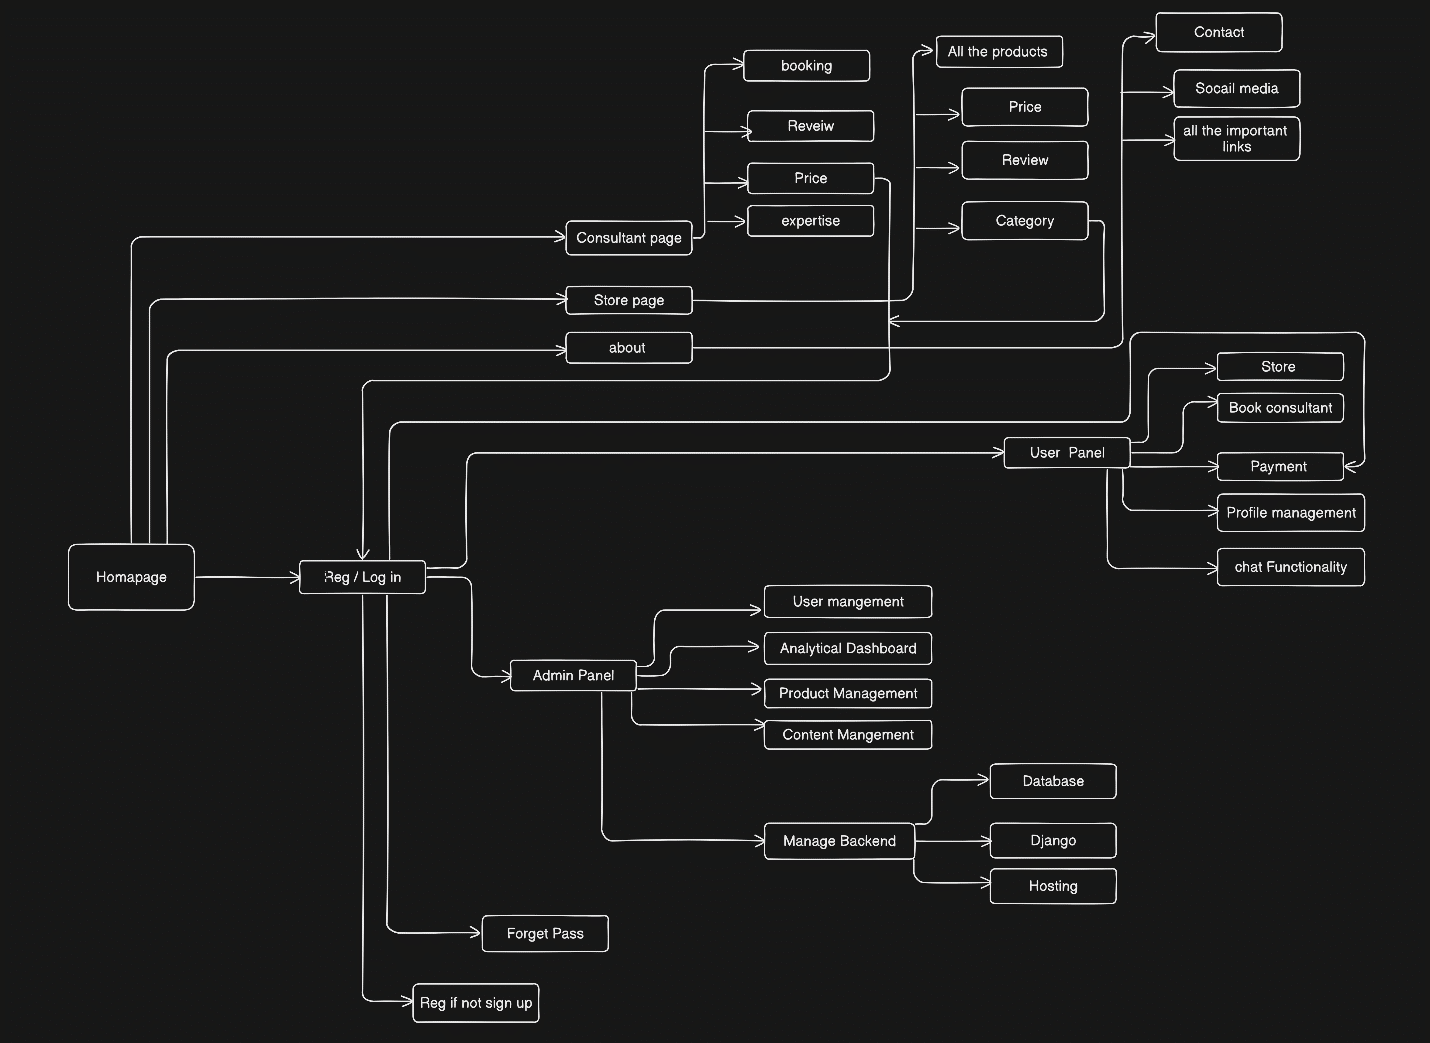 Contact
All the products
booking
Socail media
Price
Reveiw
all the important
links
Review
Price
expertise
Category
Consultant page
Store page
about
Store
Book consultant
User Panel
Payment
Profile management
chat Functionality
Homapage
Reg / Log in
User mangement
Analytical Dashboard
Admin Panel
Product Management
Content Mangement
Database
Manage Backend
Django
Hosting
Forget Pass
Reg if not sign up